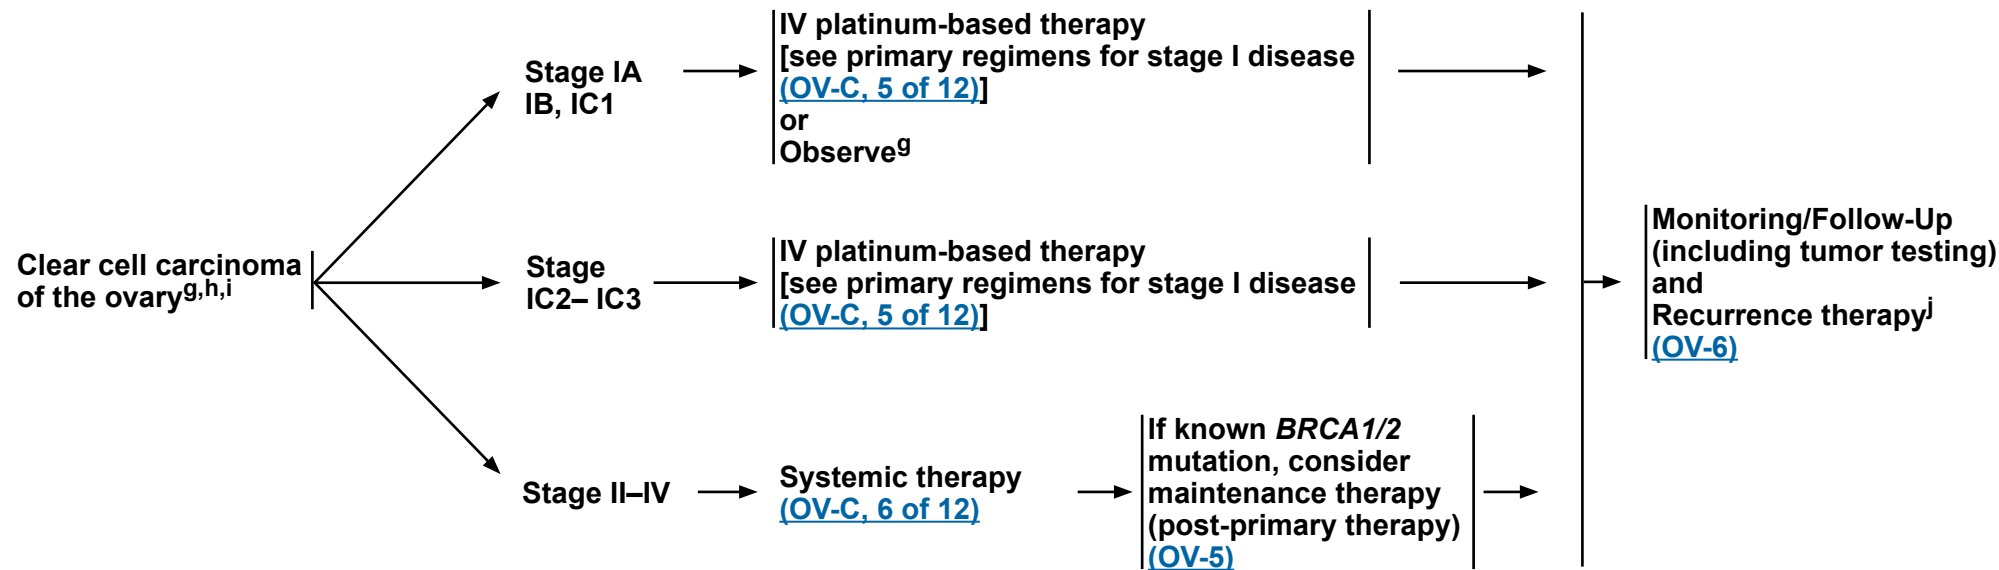 Clear cell carcinoma
of the ovaryg,h,i
Stage IA
IB, IC1
IV platinum-based therapy
[see primary regimens for stage I disease
(OV-C, 5 of 12)]
or
Observeg
Stage
IC2– IC3
IV platinum-based therapy
[see primary regimens for stage I disease
(OV-C, 5 of 12)]
Stage II–IV
Systemic therapy
(OV-C, 6 of 12)
If known BRCA1/2
mutation, consider
maintenance therapy
(post-primary therapy)
(OV-5)
Monitoring/Follow-Up
(including tumor testing)
and
Recurrence therapyj
(OV-6)